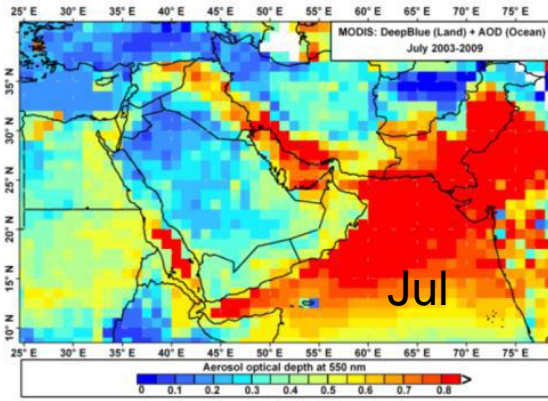 MODIS: DeepBlue (Land) + AOD (Ocean)
July 2003-2009
35° N
30° N
25° N
20° N
15° N
10° N
Jul
25° E 30° E 35° E 40° E 45° E 50° E 55° E 60° E 65° E 70° E 75° E
Aerosol optical depth at 550 nm
0 0.1 0.2 0.3 0.4 0.5 0.6 0.7 0.8